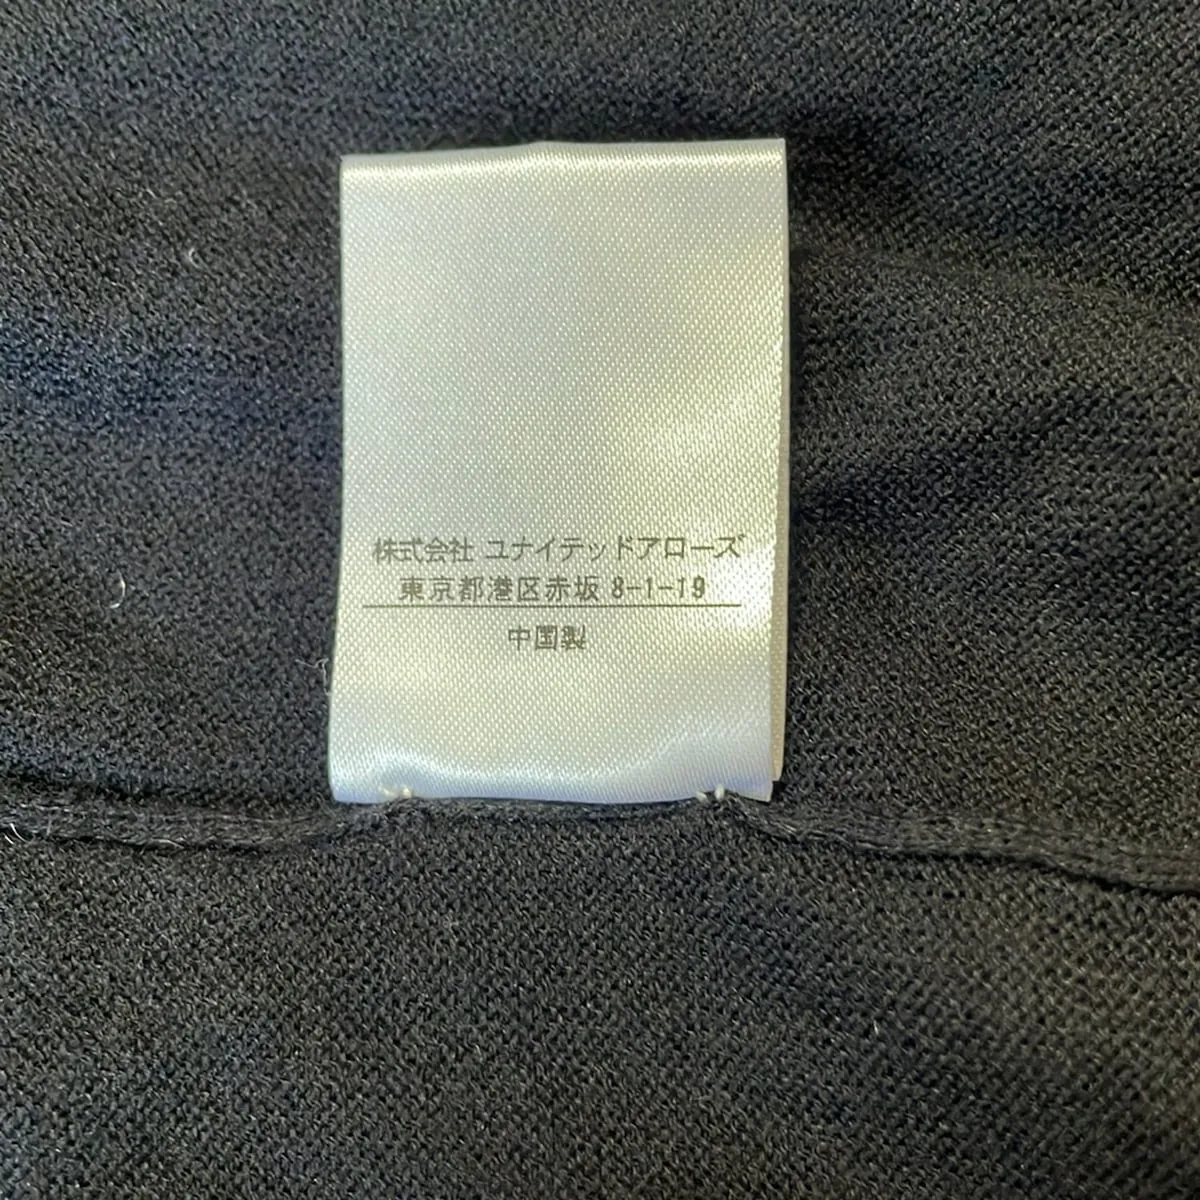 株式会社 ユナイテッドアローズ
東京都港区赤坂 8-1-19
中国製